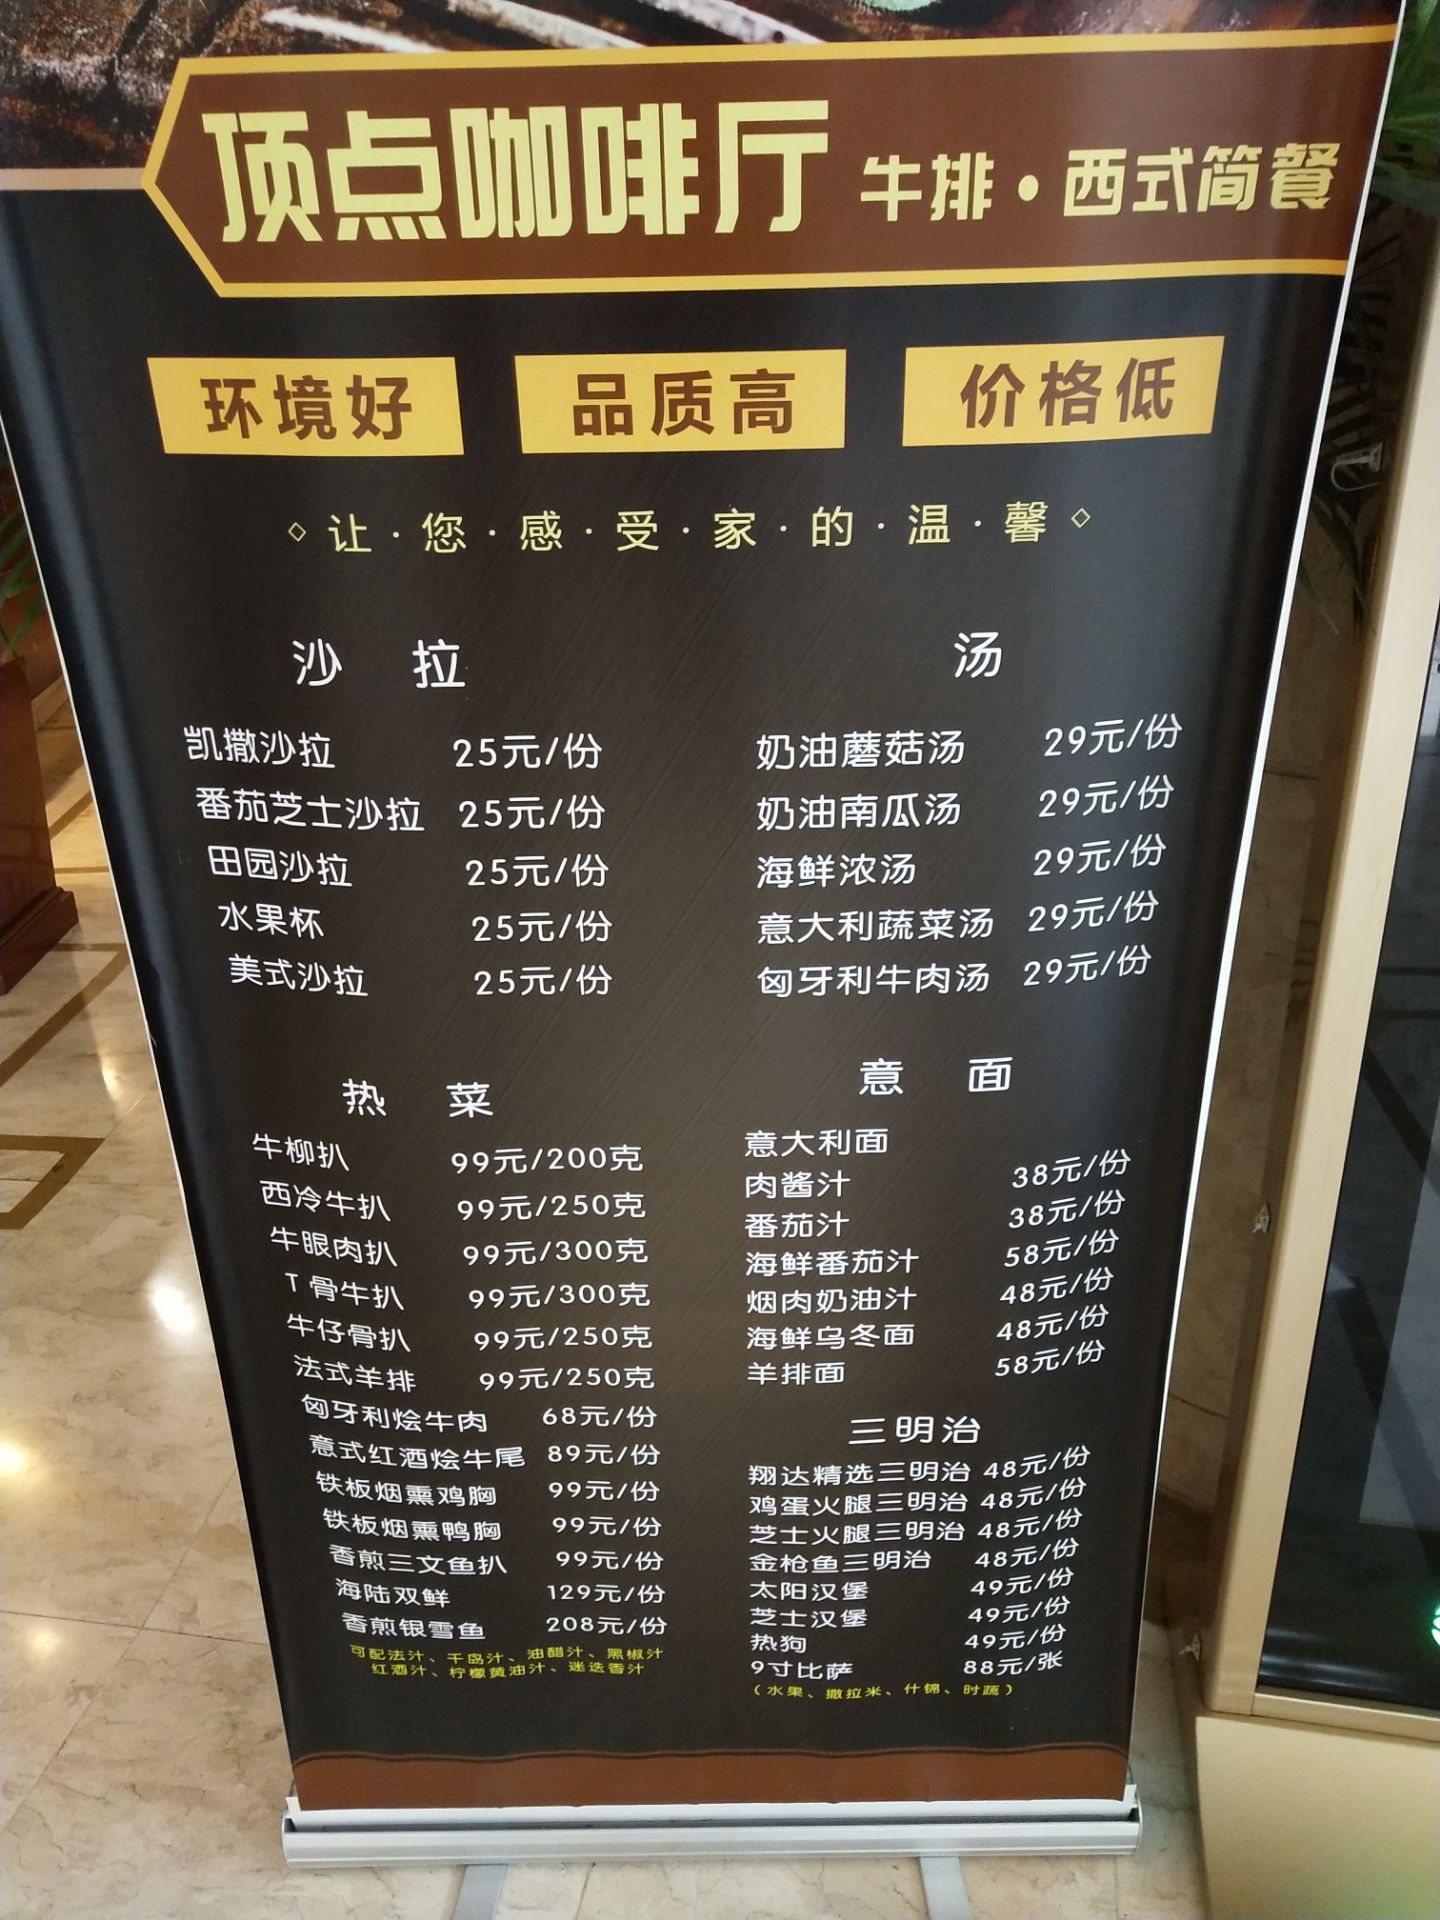 顶点咖啡厅 牛排·西式简餐
环境好 品质高 价格低
◇让·您·感·受·家·的·温·馨◇
沙 拉
凯撒沙拉 25元/份
番茄芝士沙拉 25元/份
田园沙拉 25元/份
水果杯 25元/份
美式沙拉 25元/份
汤
奶油蘑菇汤 29元/份
奶油南瓜汤 29元/份
海鲜浓汤 29元/份
意大利蔬菜汤 29元/份
匈牙利牛肉汤 29元/份
热 菜
牛柳扒 99元/200克
西冷牛扒 99元/250克
牛眼肉扒 99元/300克
T骨牛扒 99元/300克
牛仔骨扒 99元/250克
法式羊排 99元/250克
匈牙利烩牛肉 68元/份
意式红酒烩牛尾 89元/份
铁板烟熏鸡胸 99元/份
铁板烟熏鸭胸 99元/份
香煎三文鱼扒 99元/份
海陆双鲜 129元/份
香煎银雪鱼 208元/份
可配法汁、千岛汁、油醋汁、黑椒汁
红酒汁、柠檬黄油汁、迷迭香汁
意 面
意大利面
肉酱汁 38元/份
番茄汁 38元/份
海鲜番茄汁 58元/份
烟肉奶油汁 48元/份
海鲜乌冬面 48元/份
羊排面 58元/份
三明治
翔达精选三明治 48元/份
鸡蛋火腿三明治 48元/份
芝士火腿三明治 48元/份
金枪鱼三明治 48元/份
太阳汉堡 49元/份
芝士汉堡 49元/份
热狗 49元/份
9寸比萨 88元/张
(水果、撒拉米、什锦、时蔬)